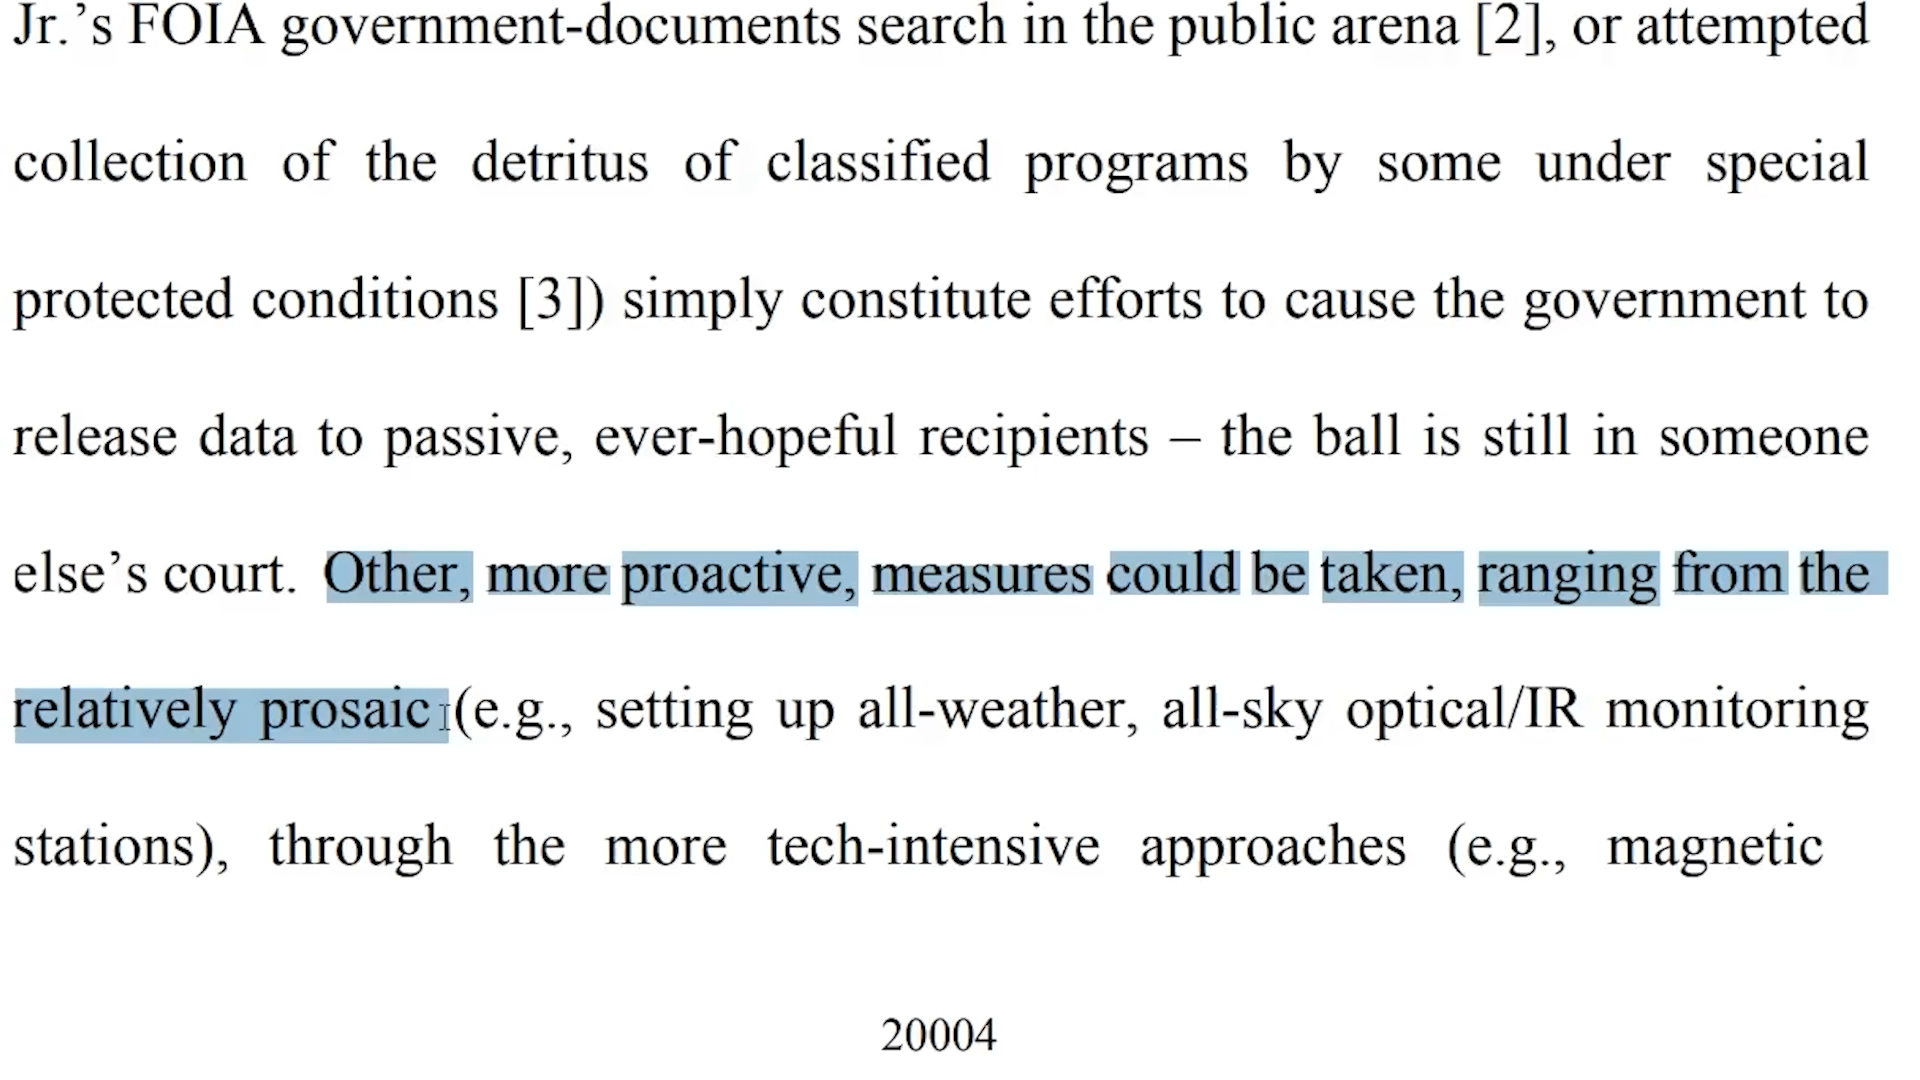 Jr.’s FOIA government-documents search in the public arena [2], or attempted
collection of the detritus of classified programs by some under special
protected conditions [3]) simply constitute efforts to cause the government to
release data to passive, ever-hopeful recipients – the ball is still in someone
else’s court. Other, more proactive, measures could be taken, ranging from the
relatively prosaic (e.g., setting up all-weather, all-sky optical/IR monitoring
stations), through the more tech-intensive approaches (e.g., magnetic
20004